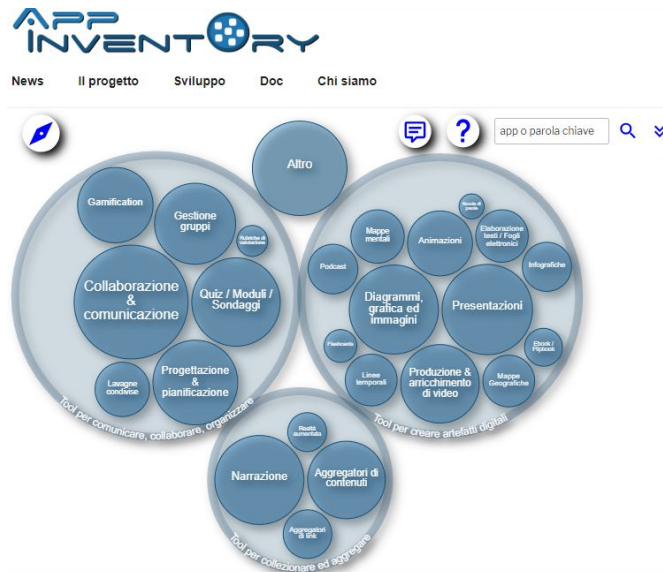 APP
INVENTORY
News Il progetto Sviluppo Doc Chi siamo
app o parola chiave
Altro
Gamification
Gestione
gruppi
Rubriche di
valutazione
Collaborazione
&
comunicazione
Quiz / Moduli /
Sondaggi
Lavagne
condivise
Progettazione
&
pianificazione
Tool per comunicare, collaborare, organizzare
Nuvole di
parole
Mappe
mentali
Animazioni
Elaborazione
testi / Fogli
elettronici
Podcast
Infografiche
Diagrammi,
grafica ed
immagini
Presentazioni
Flashcards
Ebook /
Flipbook
Linee
temporali
Produzione &
arricchimento
di video
Mappe
Geografiche
Tool per creare artefatti digitali
Realtà
aumentata
Narrazione
Aggregatori di
contenuti
Aggregatori
di link
Tool per collezionare ed aggregare